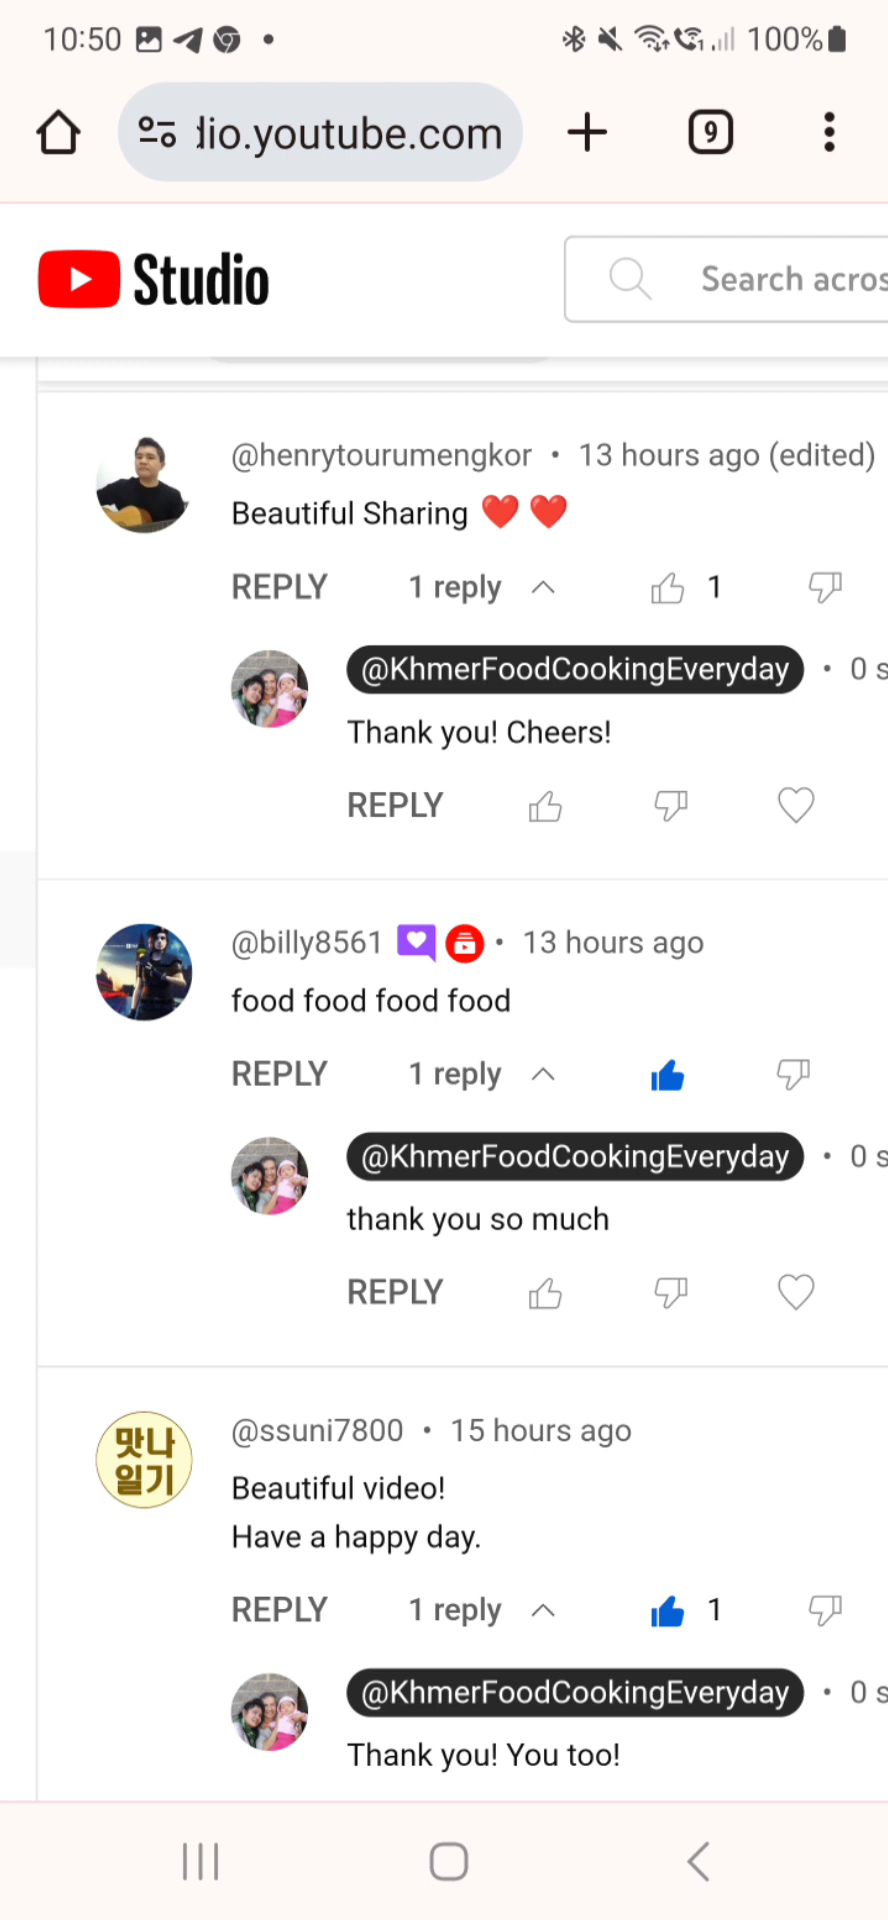 10:50
100%
dio.youtube.com
9
Studio
Search acros
@henrytourumengkor • 13 hours ago (edited)
Beautiful Sharing ❤️ ❤️
REPLY 1 reply 1
@KhmerFoodCookingEveryday • 0 s
Thank you! Cheers!
REPLY
@billy8561 • 13 hours ago
food food food food
REPLY 1 reply
@KhmerFoodCookingEveryday • 0 s
thank you so much
REPLY
맛나
일기
@ssuni7800 • 15 hours ago
Beautiful video!
Have a happy day.
REPLY 1 reply 1
@KhmerFoodCookingEveryday • 0 s
Thank you! You too!